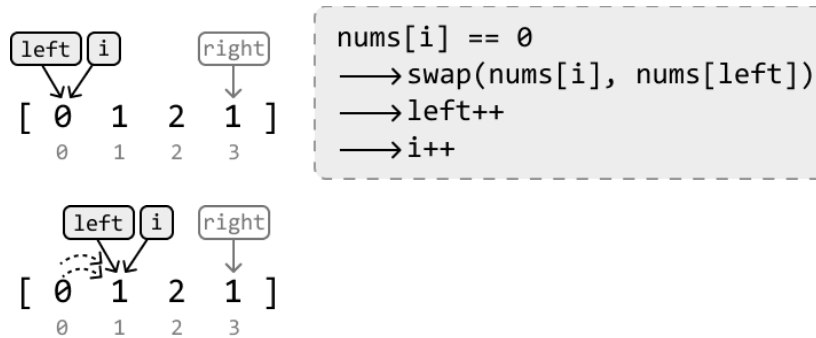 left i right
[ 0 1 2 1 ]
0 1 2 3
nums[i] == 0
⟶swap(nums[i], nums[left])
⟶left++
⟶i++
left i right
[ 0 1 2 1 ]
0 1 2 3